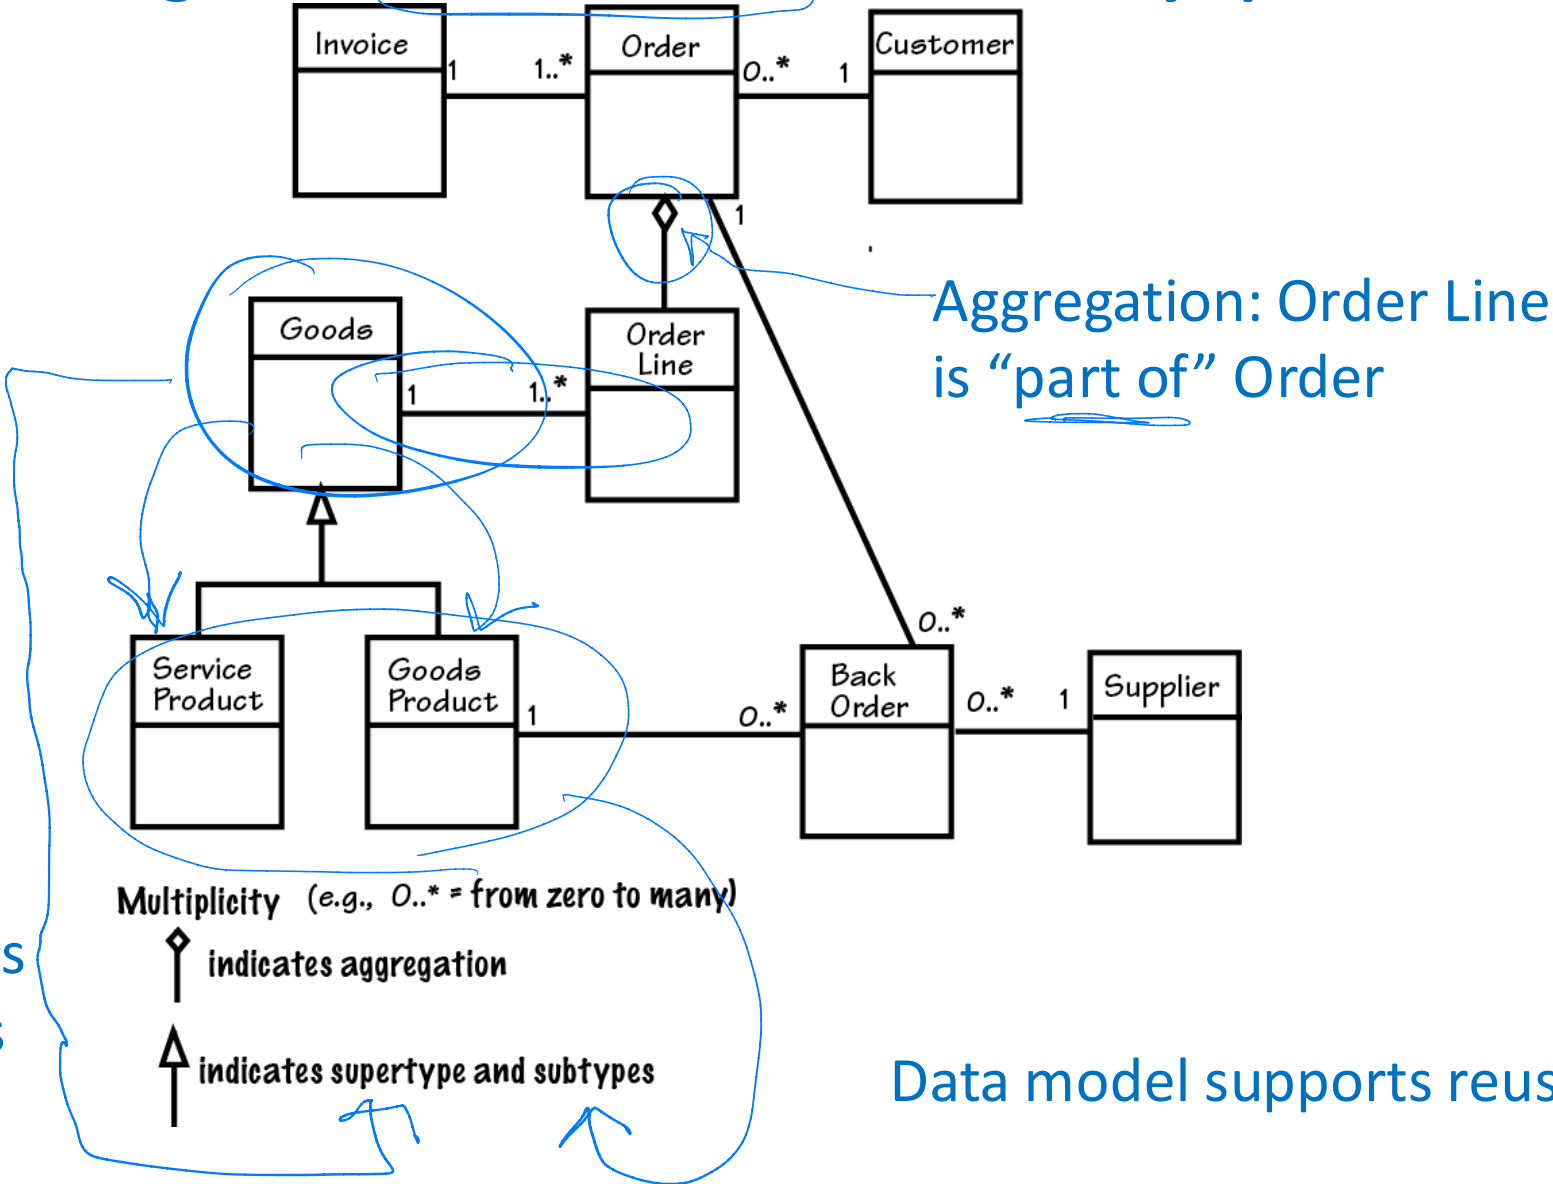 Invoice
Order
Customer
1
1..*
0..*
1
1
Aggregation: Order Line
is “part of” Order
Goods
Order
Line
1
1..*
0..*
Service
Product
Goods
Product
Back
Order
Supplier
1
0..*
0..*
1
Multiplicity (e.g., 0..* = from zero to many)
indicates aggregation
s
s
indicates supertype and subtypes
Data model supports reus